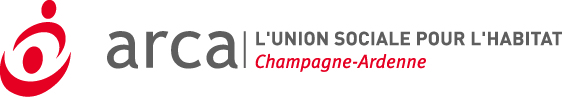 arca
L'UNION SOCIALE POUR L'HABITAT
Champagne-Ardenne